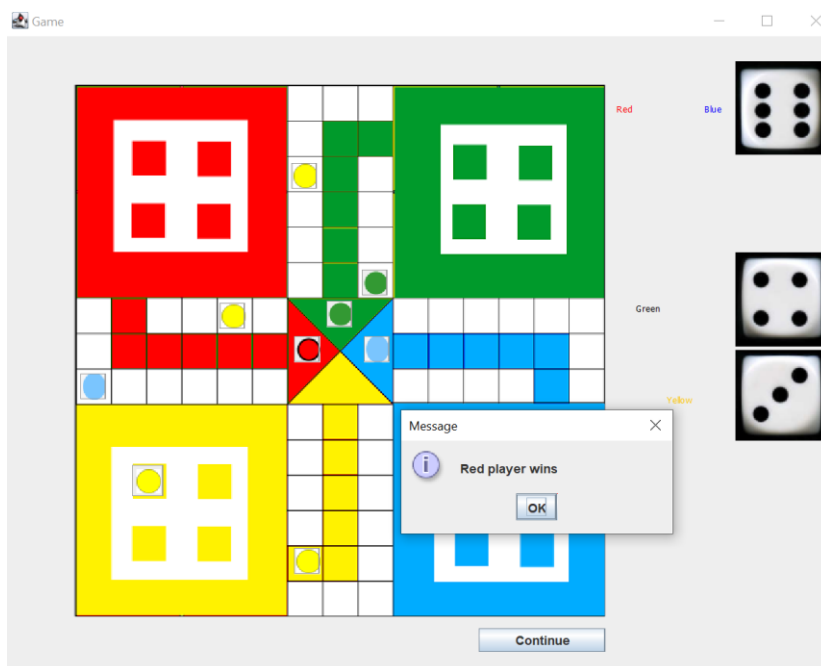 Game
Red
Blue
Green
Yellow
Message
Red player wins
OK
Continue